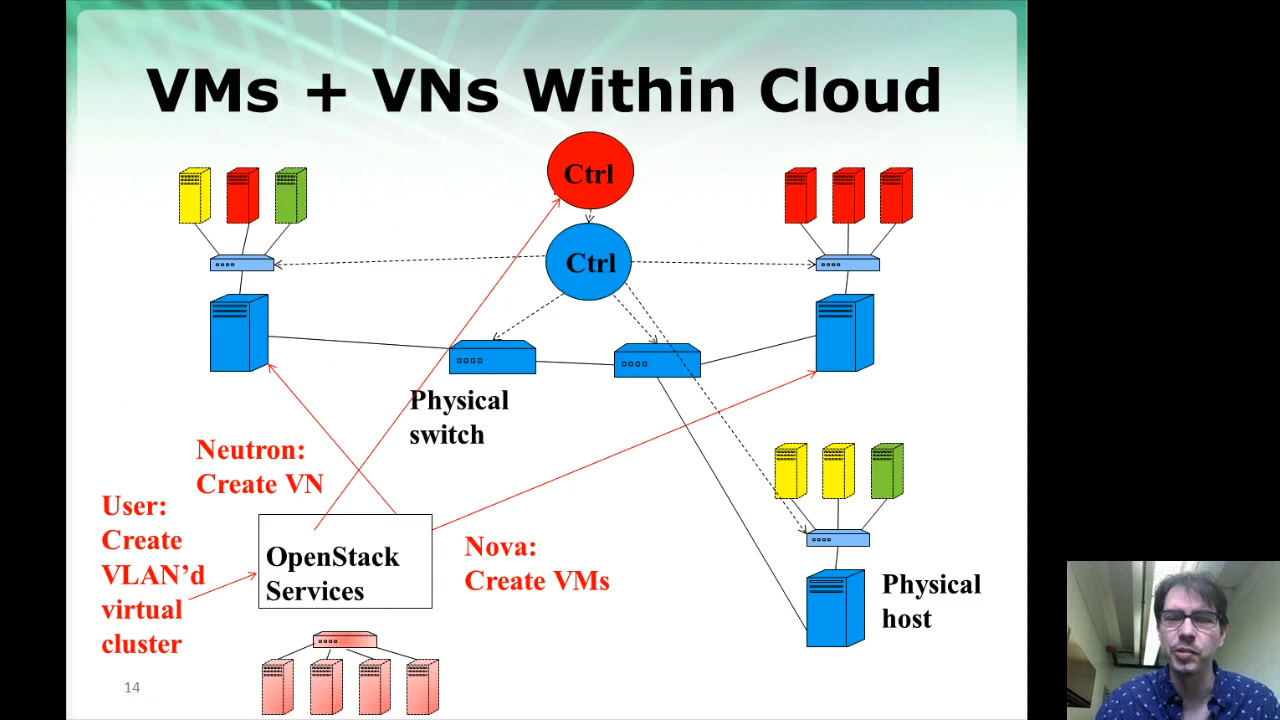 VMs + VNs Within Cloud
Ctrl
Ctrl
Physical
switch
Neutron:
Create VN
User:
Create
VLAN’d
virtual
cluster
OpenStack
Services
Nova:
Create VMs
Physical
host
14